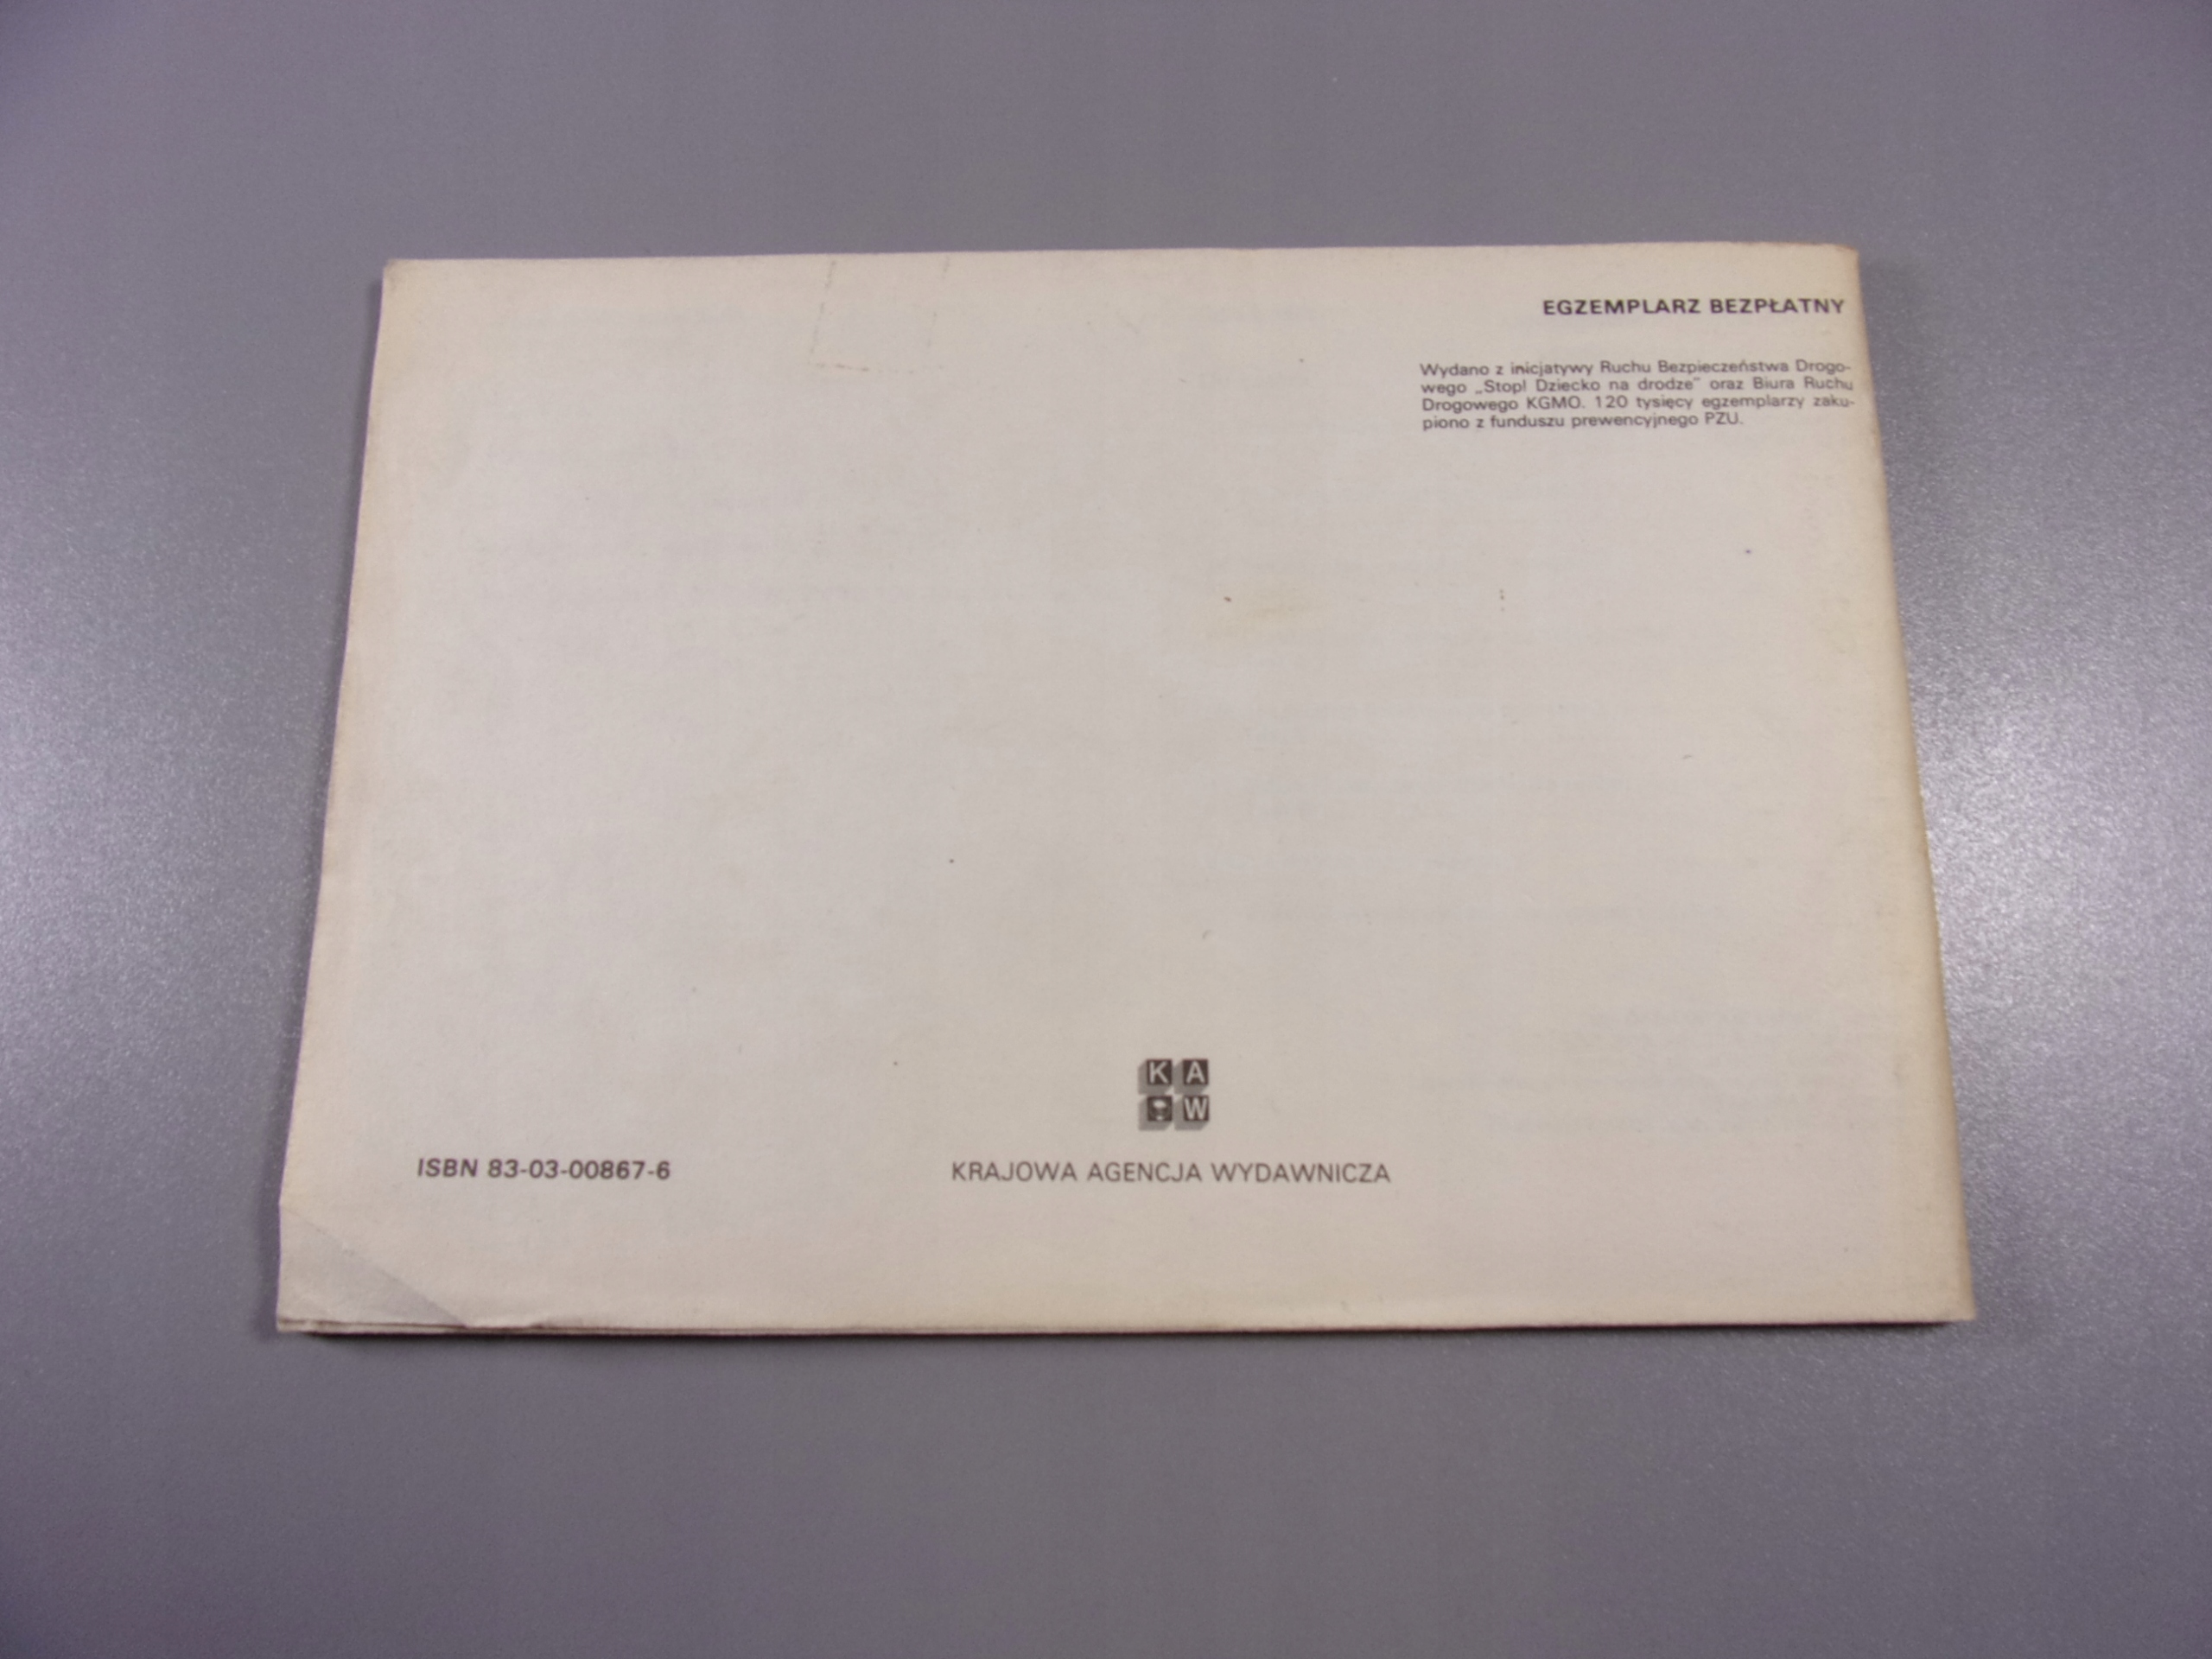 EGZEMPLARZ BEZPŁATNY
Wydano z inicjatywy Ruchu Bezpieczeństwa Drogo-
wego „Stop! Dziecko na drodze” oraz Biura Ruchu
Drogowego KGMO. 120 tysięcy egzemplarzy zaku-
piono z funduszu prewencyjnego PZU.
K A
W
ISBN 83-03-00867-6
KRAJOWA AGENCJA WYDAWNICZA